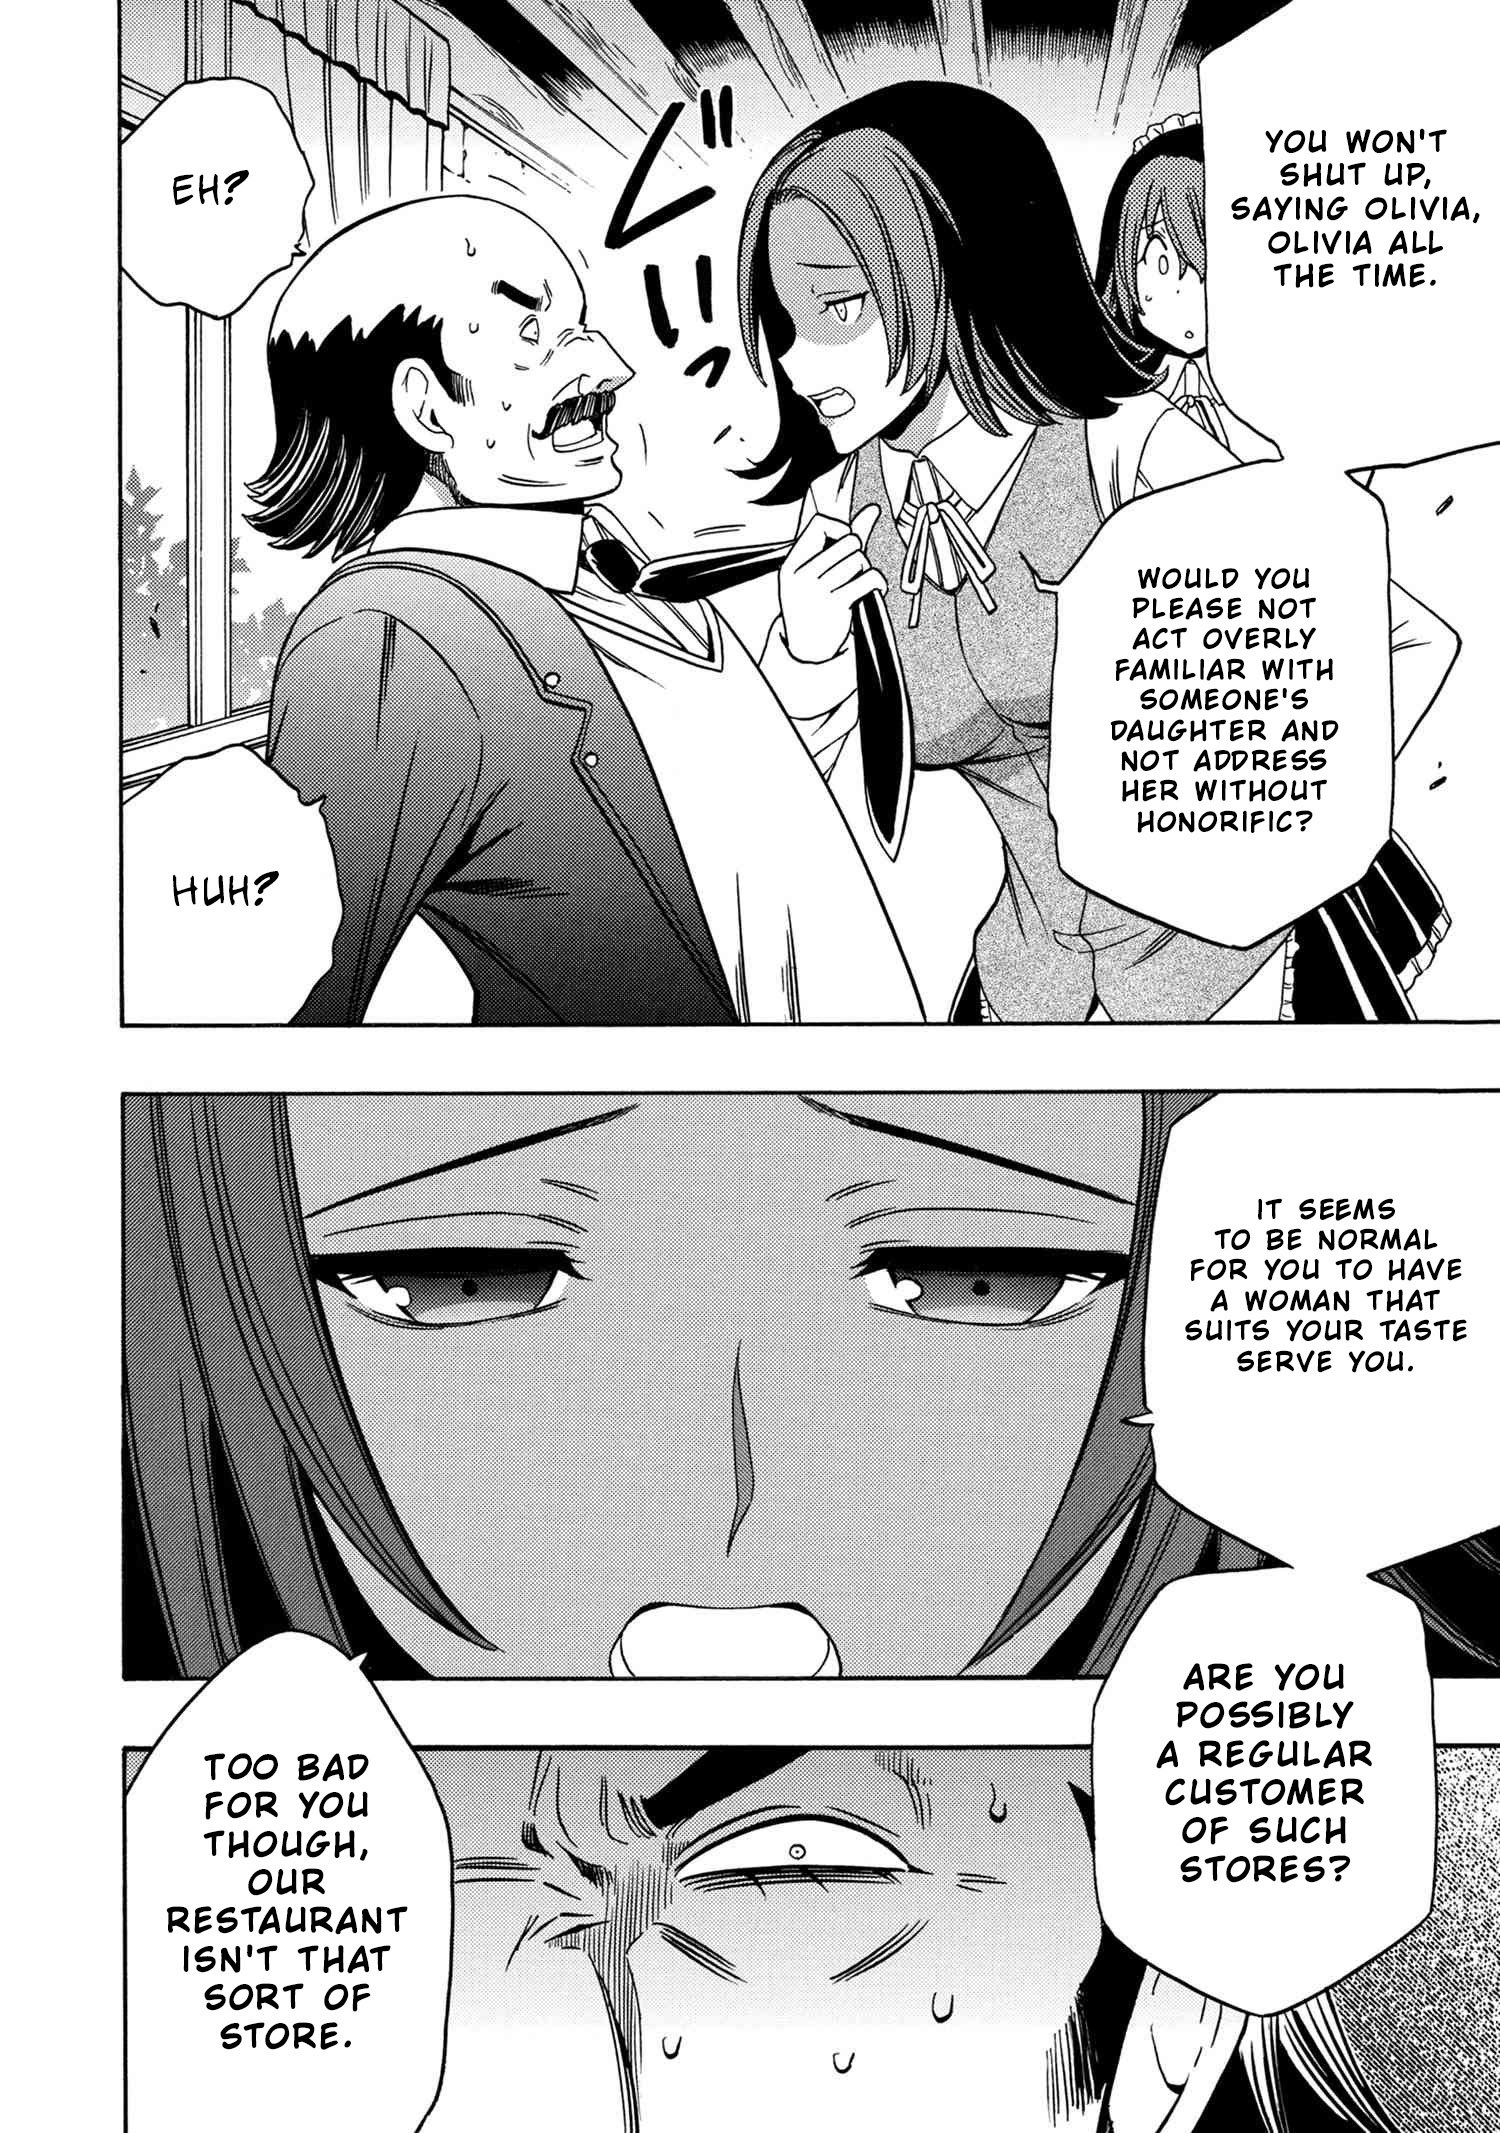 YOU WON'T
SHUT UP,
SAYING OLIVIA,
OLIVIA ALL
THE TIME.
WOULD YOU
PLEASE NOT
ACT OVERLY
FAMILIAR WITH
SOMEONE'S
DAUGHTER AND
NOT ADDRESS
HER WITHOUT
HONORIFIC?
EH?
HUH?
IT SEEMS
TO BE NORMAL
FOR YOU TO HAVE
A WOMAN THAT
SUITS YOUR TASTE
SERVE YOU.
ARE YOU
POSSIBLY
A REGULAR
CUSTOMER
OF SUCH
STORES?
TOO BAD
FOR YOU
THOUGH,
OUR
RESTAURANT
ISN'T THAT
SORT OF
STORE.